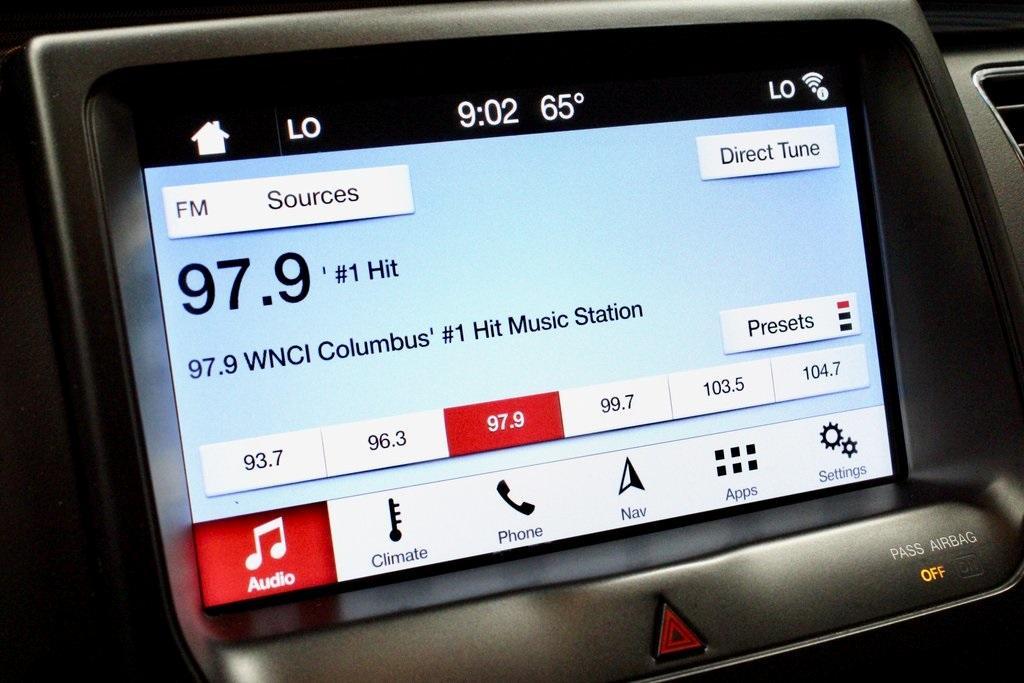 LO 9:02 65° LO
FM Sources
Direct Tune
97.9 ' #1 Hit
97.9 WNCI Columbus' #1 Hit Music Station
Presets
93.7 96.3 97.9 99.7 103.5 104.7
Audio Climate Phone Nav Apps Settings
PASS AIRBAG
OFF ON